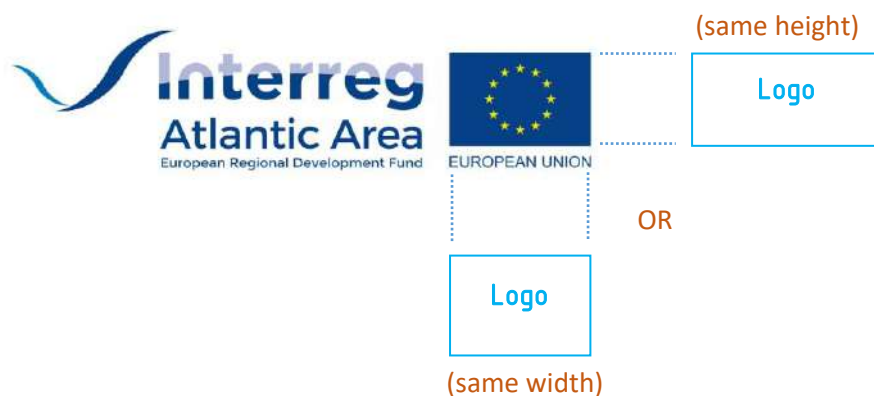 (same height)
Interreg
Logo
Atlantic Area
European Regional Development Fund
EUROPEAN UNION
OR
Logo
(same width)